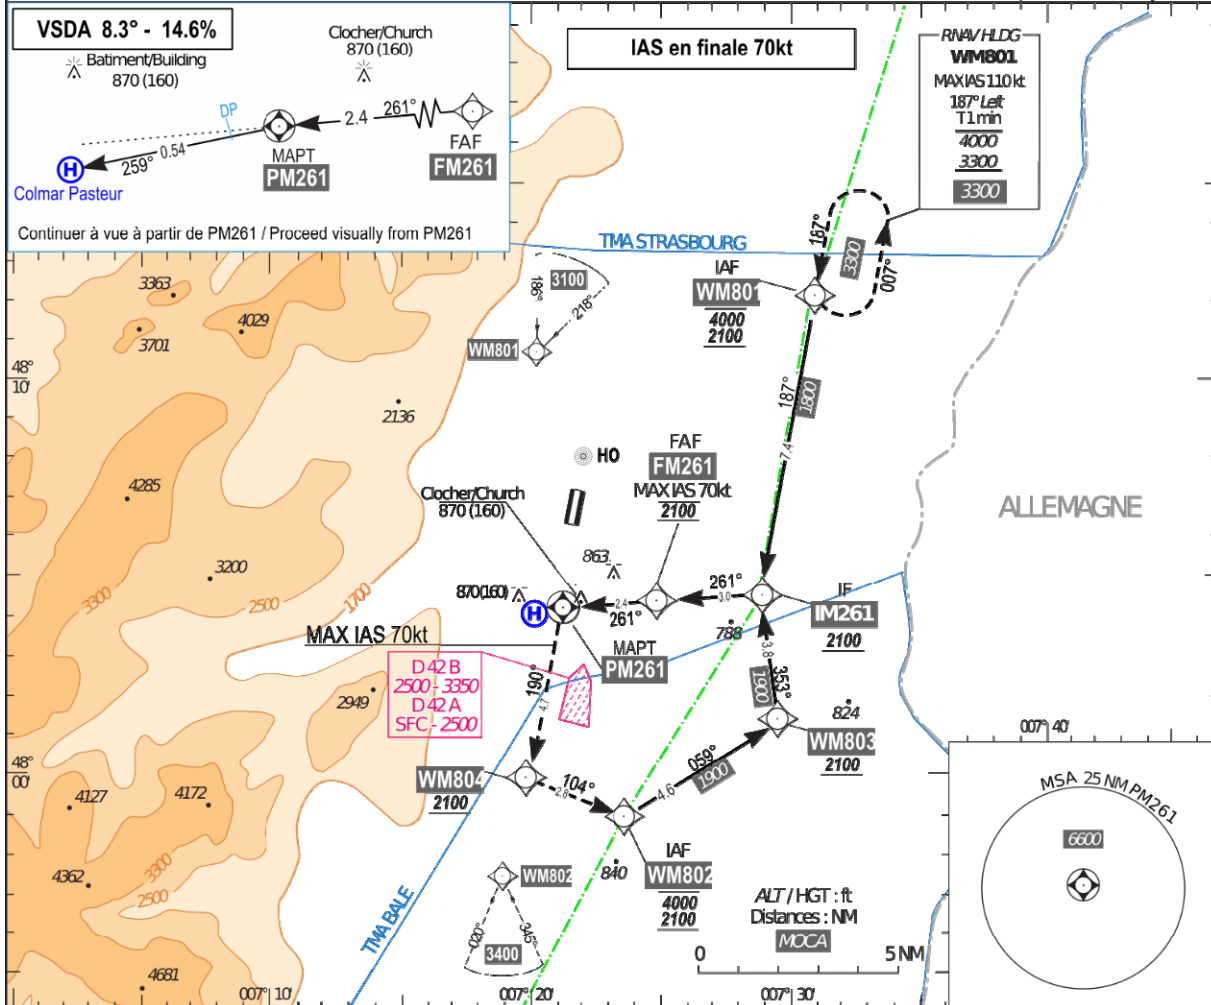 VSDA 8.3° - 14.6%
Batiment/Building
870 (160)
Clocher/Church
870 (160)
DP
259°
0.54
2.4
261°
MAPT
PM261
FAF
FM261
H
Colmar Pasteur
Continuer à vue à partir de PM261 / Proceed visually from PM261
IAS en finale 70kt
RNAV HLDG
WM801
MAX IAS 110 kt
187° Left
T 1 min
4000
3300
3300
TMA STRASBOURG
187°
3300
007°
IAF
WM801
4000
2100
3100
186°
218°
WM801
3363
3701
4029
48°
10'
2136
187°
1800
7.4
HO
FAF
FM261
MAX IAS 70kt
2100
Clocher/Church
870 (160)
ALLEMAGNE
4285
3200
3300
2500
1700
863
870(160)
H
2.4
261°
261°
3.0
IF
IM261
2100
788
MAPT
PM261
MAX IAS 70kt
D 42 B
2500 - 3350
D 42 A
SFC - 2500
2949
190°
4.7
3.8
353°
1900
824
WM803
2100
007° 40'
48°
00'
WM804
2100
104°
2.8
059°
4.6
1900
4127
4172
4362
3300
2500
4681
TMA BALE
WM802
020°
345°
3400
840
IAF
WM802
4000
2100
ALT / HGT : ft
Distances : NM
MOCA
0
5 NM
MSA 25 NM PM261
6600
007° 10'
007° 20'
007° 30'